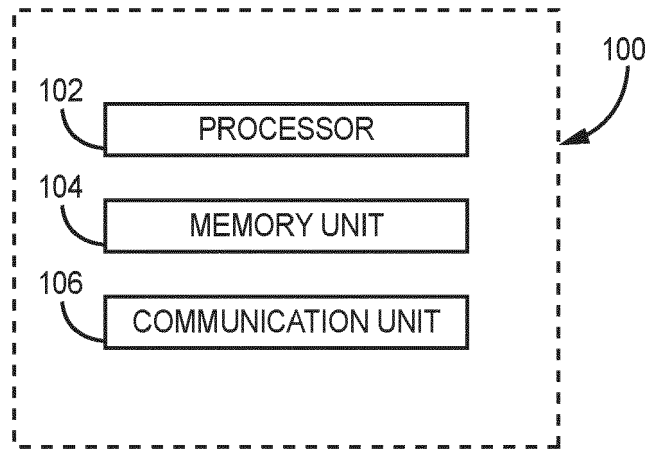 100
102
PROCESSOR
104
MEMORY UNIT
106
COMMUNICATION UNIT